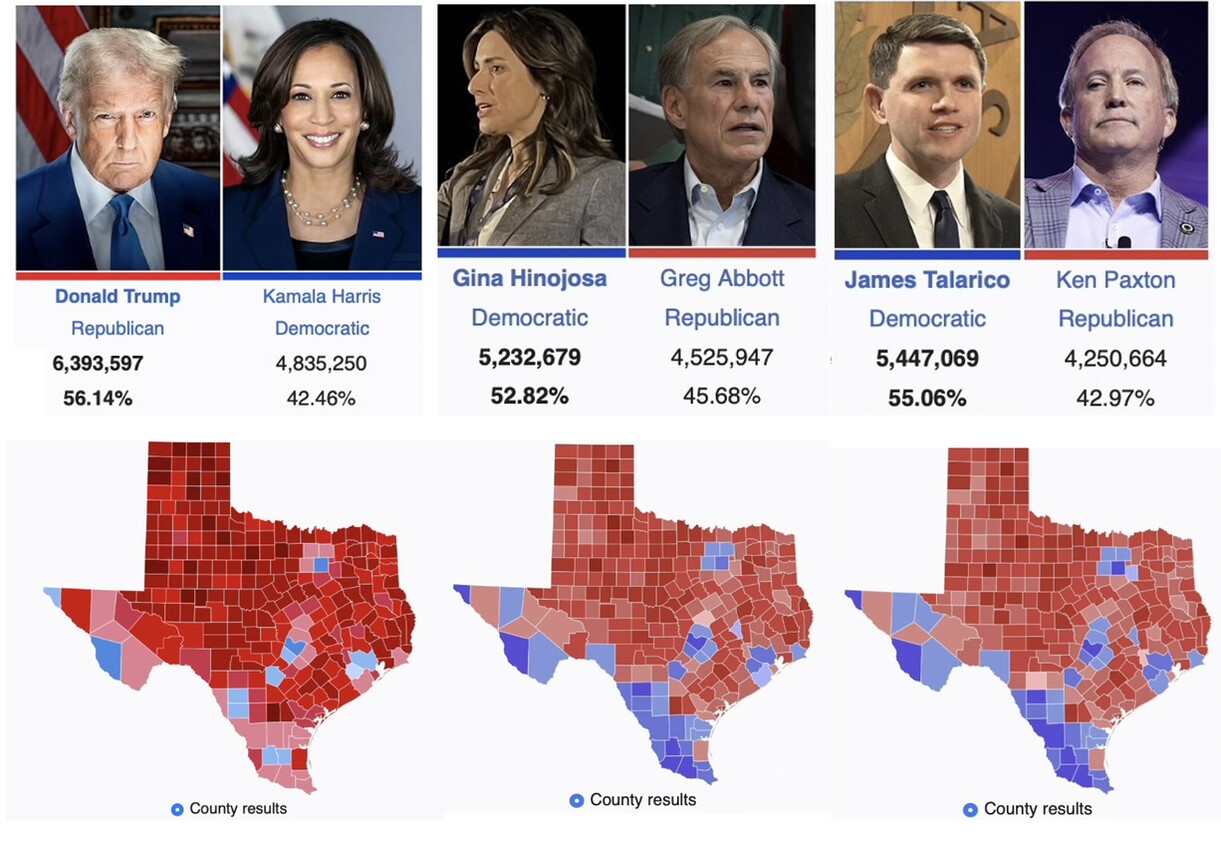 Donald Trump
Kamala Harris
Republican
Democratic
6,393,597
4,835,250
56.14%
42.46%
Gina Hinojosa
Greg Abbott
Democratic
Republican
5,232,679
4,525,947
52.82%
45.68%
James Talarico
Ken Paxton
Democratic
Republican
5,447,069
4,250,664
55.06%
42.97%
County results
County results
County results